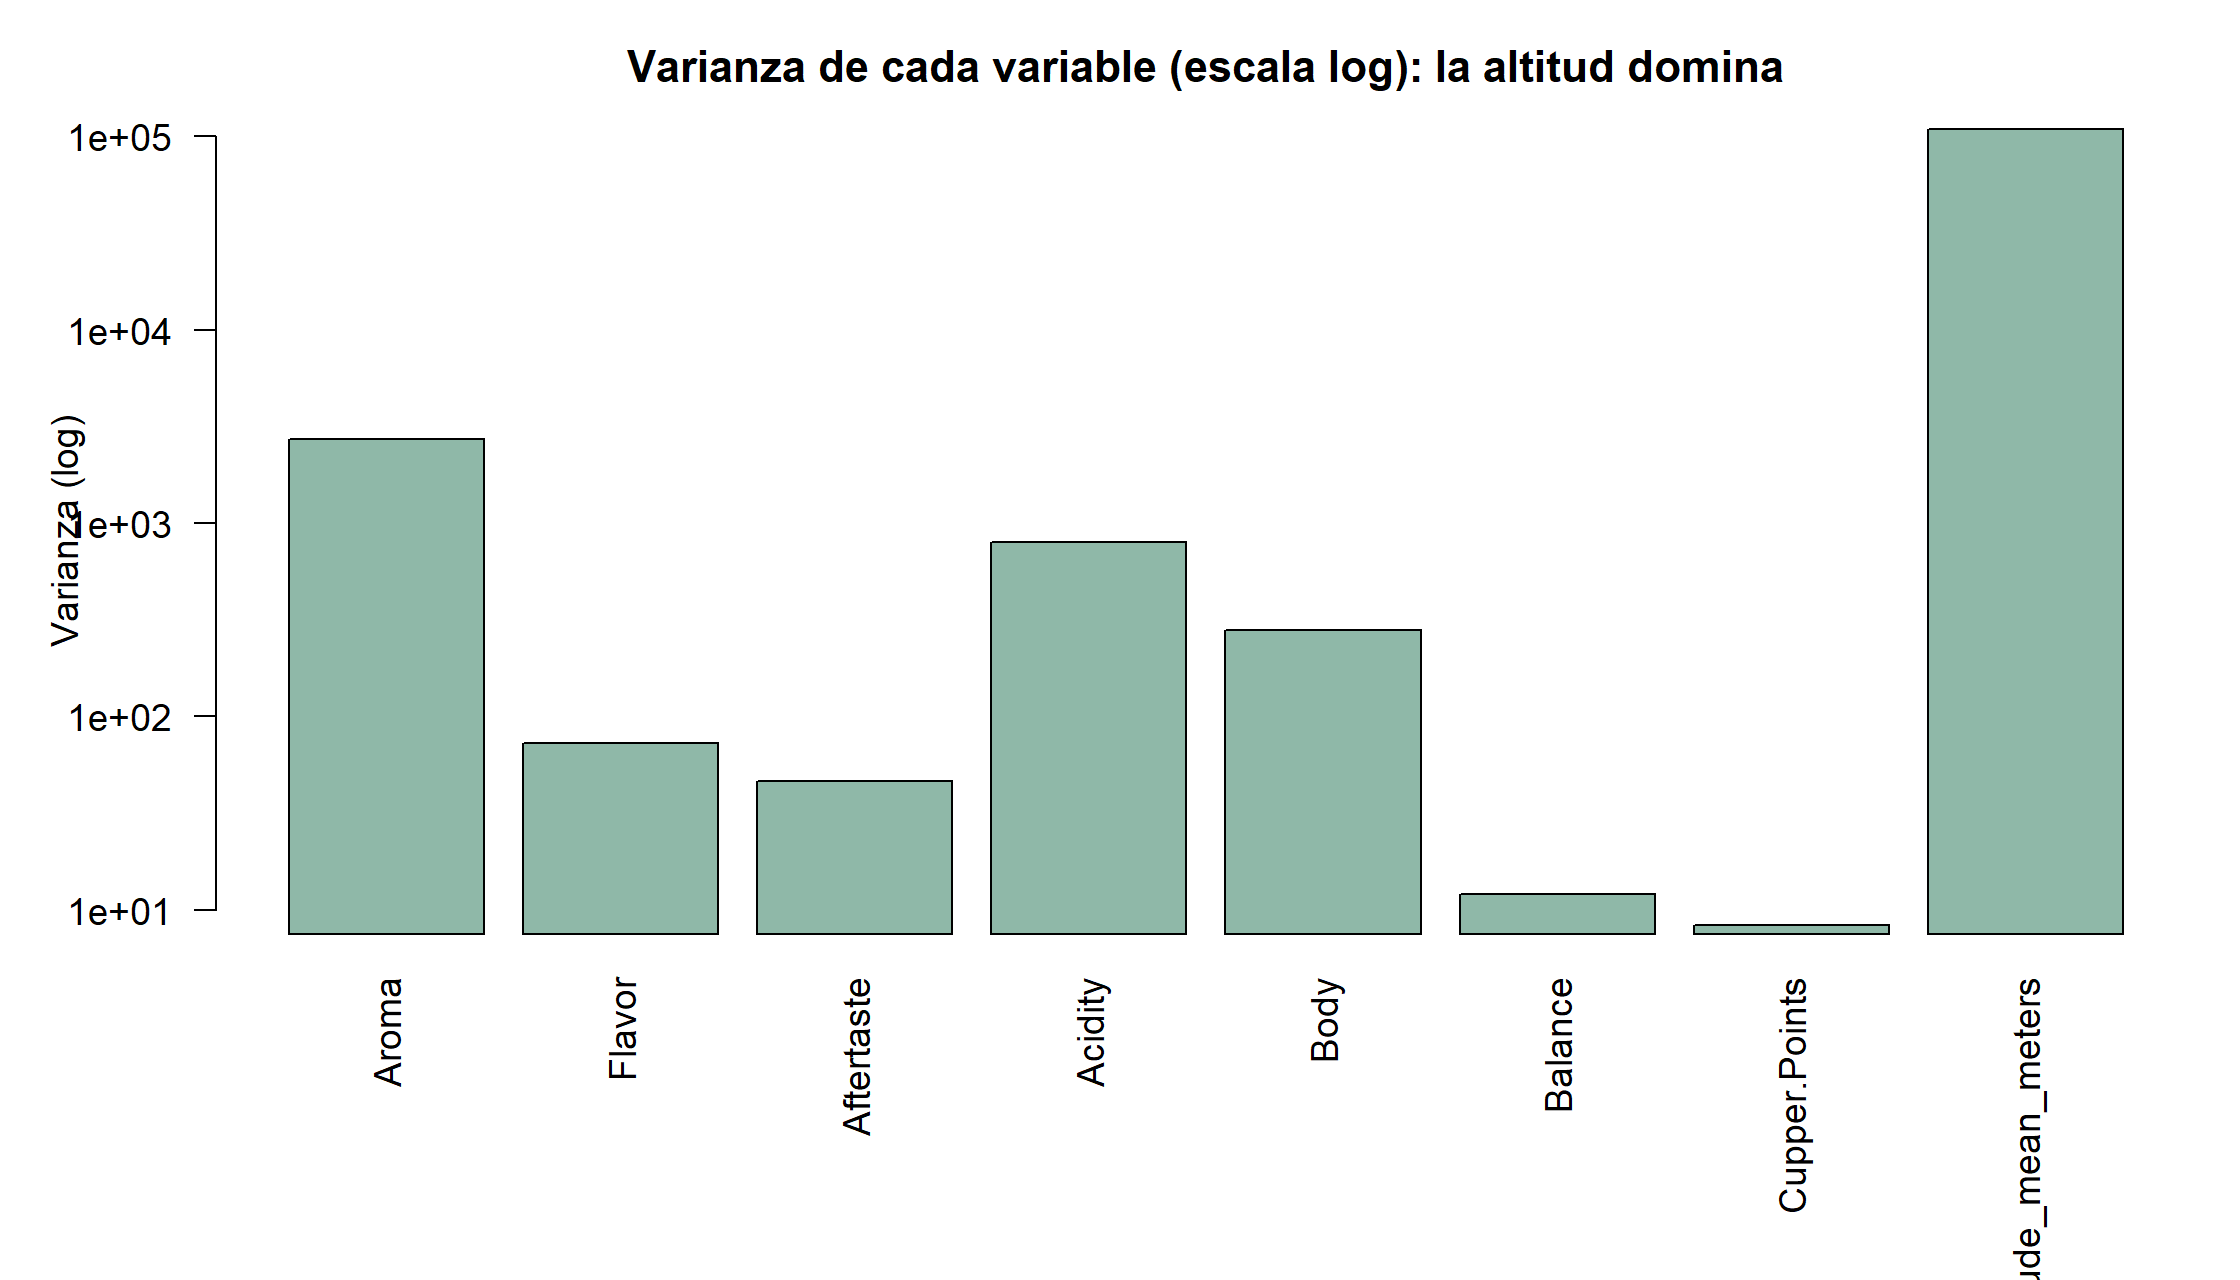 Varianza de cada variable (escala log): la altitud domina
Varianza (log)
1e+05
1e+04
1e+03
1e+02
1e+01
Aroma
Flavor
Aftertaste
Acidity
Body
Balance
Cupper.Points
ude_mean_meters